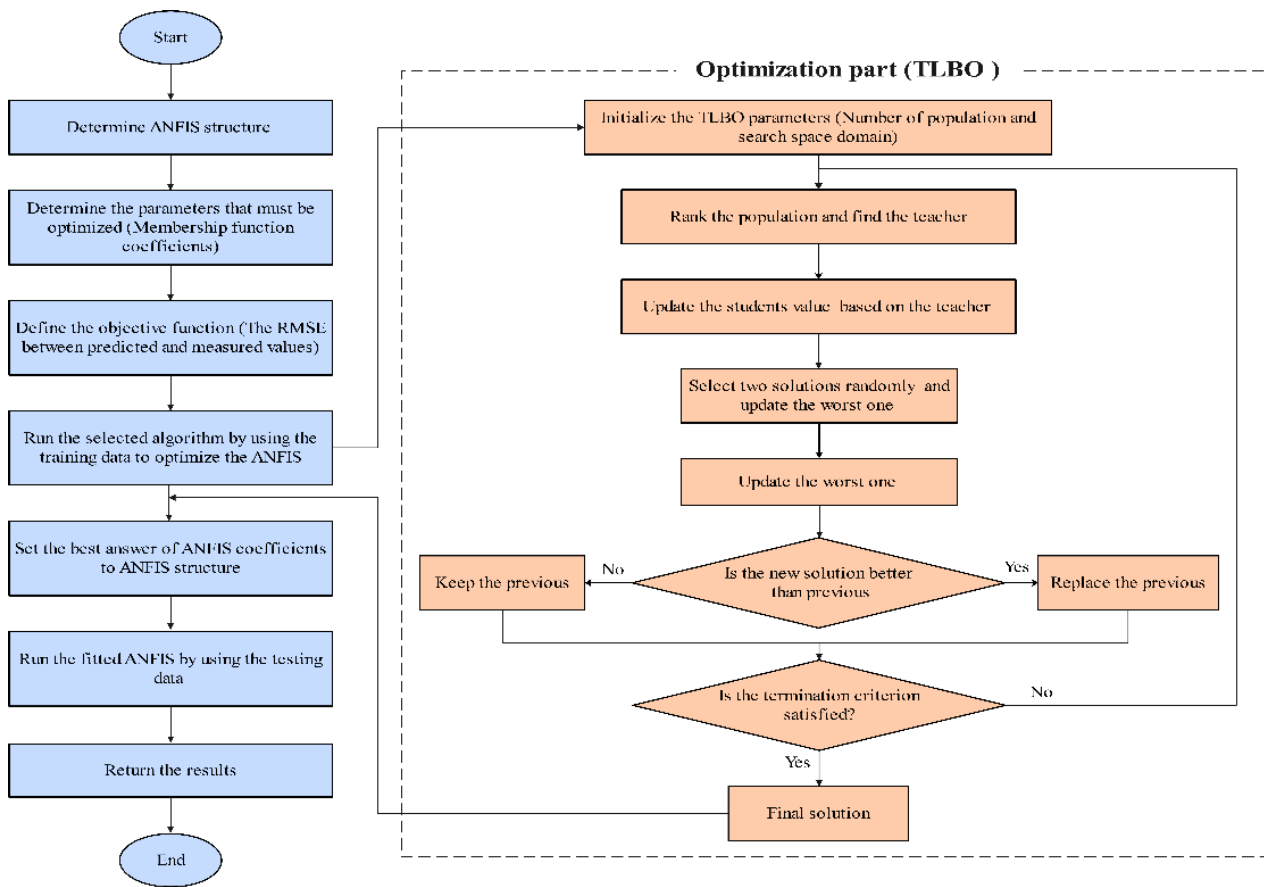 Start
Determine ANFIS structure
Determine the parameters that must be
optimized (Membership function
coefficients)
Define the objective function (The RMSE
between predicted and measured values)
Run the selected algorithm by using the
training data to optimize the ANFIS
Set the best answer of ANFIS coefficients
to ANFIS structure
Run the fitted ANFIS by using the testing
data
Return the results
End
Optimization part (TLBO )
Initialize the TLBO parameters (Number of population and
search space domain)
Rank the population and find the teacher
Update the students value based on the teacher
Select two solutions randomly and
update the worst one
Update the worst one
Is the new solution better
than previous
No
Keep the previous
Yes
Replace the previous
Is the termination criterion
satisfied?
No
Yes
Final solution